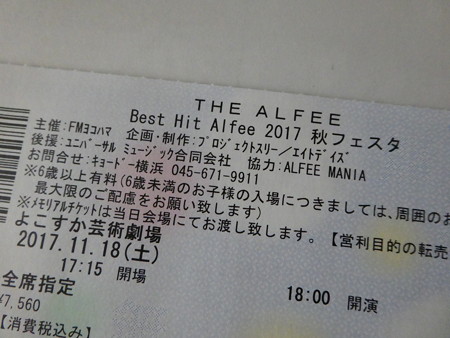 THE ALFEE
Best Hit Alfee 2017 秋フェスタ
主催:FMヨコハマ 企画・制作:プロジェクトスリー/エイトデイズ
後援:ユニバーサル ミュージック合同会社 協力:ALFEE MANIA
お問合せ:キョードー横浜 045-671-9911
※6歳以上有料(6歳未満のお子様の入場につきましては、周囲のお
最大限のご配慮をお願い致します)
※メモリアルチケットは当日会場にてお渡し致します。【営利目的の転売
よこすか芸術劇場
2017.11.18(土)
17:15 開場 18:00 開演
全席指定
¥7,560
【消費税込み】